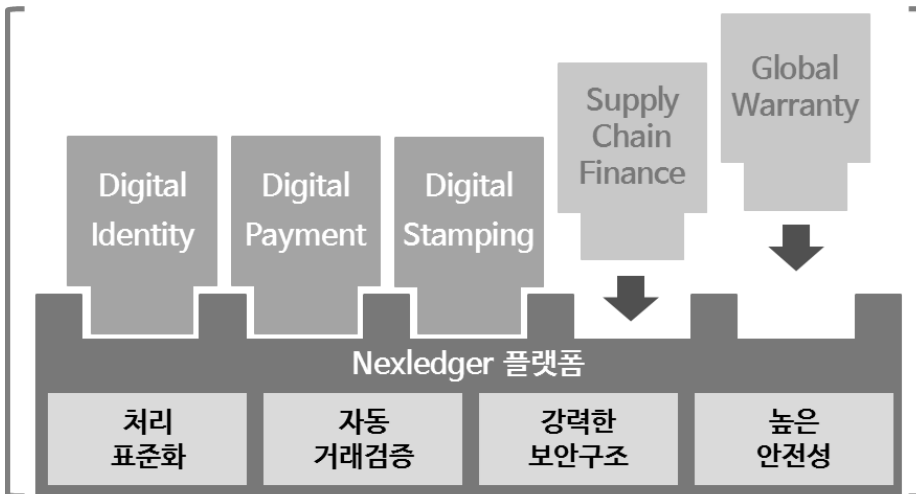 Digital
Identity
Digital
Payment
Digital
Stamping
Supply
Chain
Finance
Global
Warranty
Nexledger 플랫폼
처리
표준화
자동
거래검증
강력한
보안구조
높은
안전성